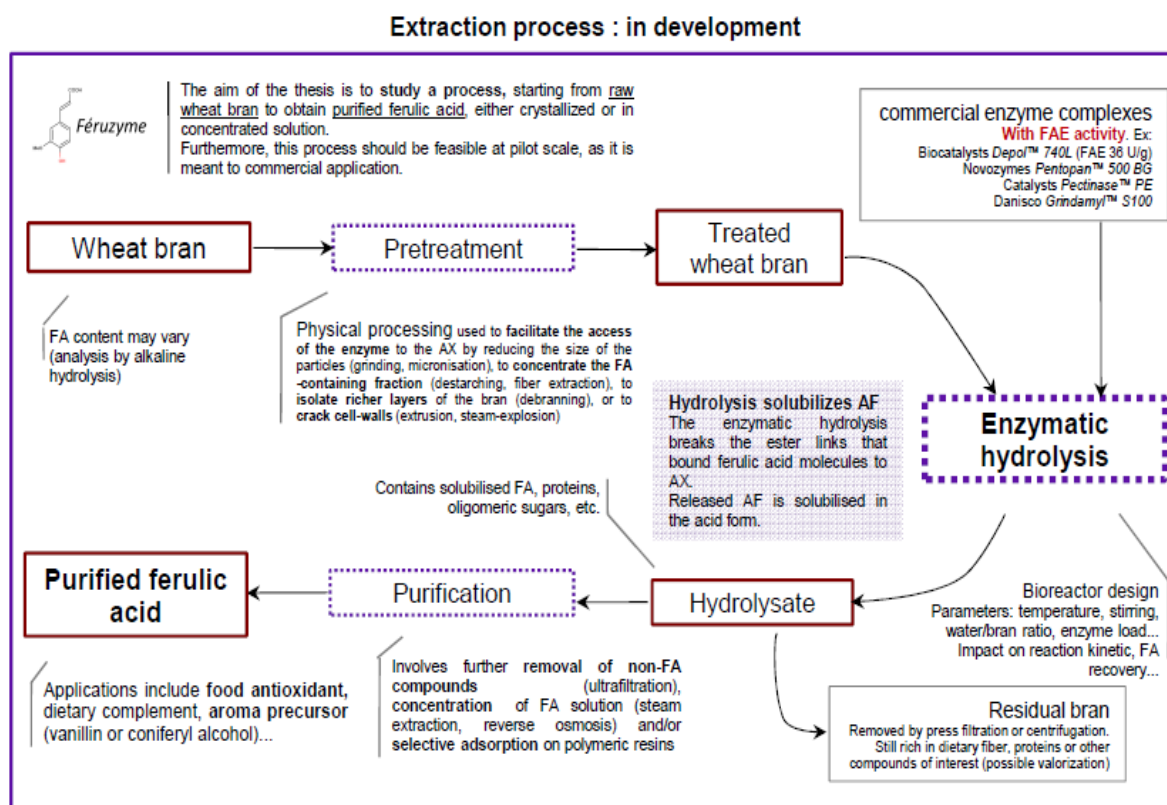 Extraction process : in development
The aim of the thesis is to study a process, starting from raw
wheat bran to obtain purified ferulic acid, either crystallized or in
concentrated solution.
Furthermore, this process should be feasible at pilot scale, as it is
meant to commercial application.
Féruzyme
commercial enzyme complexes
With FAE activity. Ex:
Biocatalysts Depol™ 740L (FAE 36 U/g)
Novozymes Pentopan™ 500 BG
Catalysts Pectinase™ PE
Danisco Grindamyl™ S100
Wheat bran
Pretreatment
Treated
wheat bran
FA content may vary
(analysis by alkaline
hydrolysis)
Physical processing used to facilitate the access
of the enzyme to the AX by reducing the size of the
particles (grinding, micronisation), to concentrate the FA
-containing fraction (destarching, fiber extraction), to
isolate richer layers of the bran (debranning), or to
crack cell-walls (extrusion, steam-explosion)
Hydrolysis solubilizes AF
The enzymatic hydrolysis
breaks the ester links that
bound ferulic acid molecules to
AX.
Released AF is solubilised in
the acid form.
Enzymatic
hydrolysis
Contains solubilised FA, proteins,
oligomeric sugars, etc.
Purified ferulic
acid
Purification
Hydrolysate
Bioreactor design
Parameters: temperature, stirring,
water/bran ratio, enzyme load...
Impact on reaction kinetic, FA
recovery...
Applications include food antioxidant,
dietary complement, aroma precursor
(vanillin or coniferyl alcohol)...
Involves further removal of non-FA
compounds (ultrafiltration),
concentration of FA solution (steam
extraction, reverse osmosis) and/or
selective adsorption on polymeric resins
Residual bran
Removed by press filtration or centrifugation.
Still rich in dietary fiber, proteins or other
compounds of interest (possible valorization)